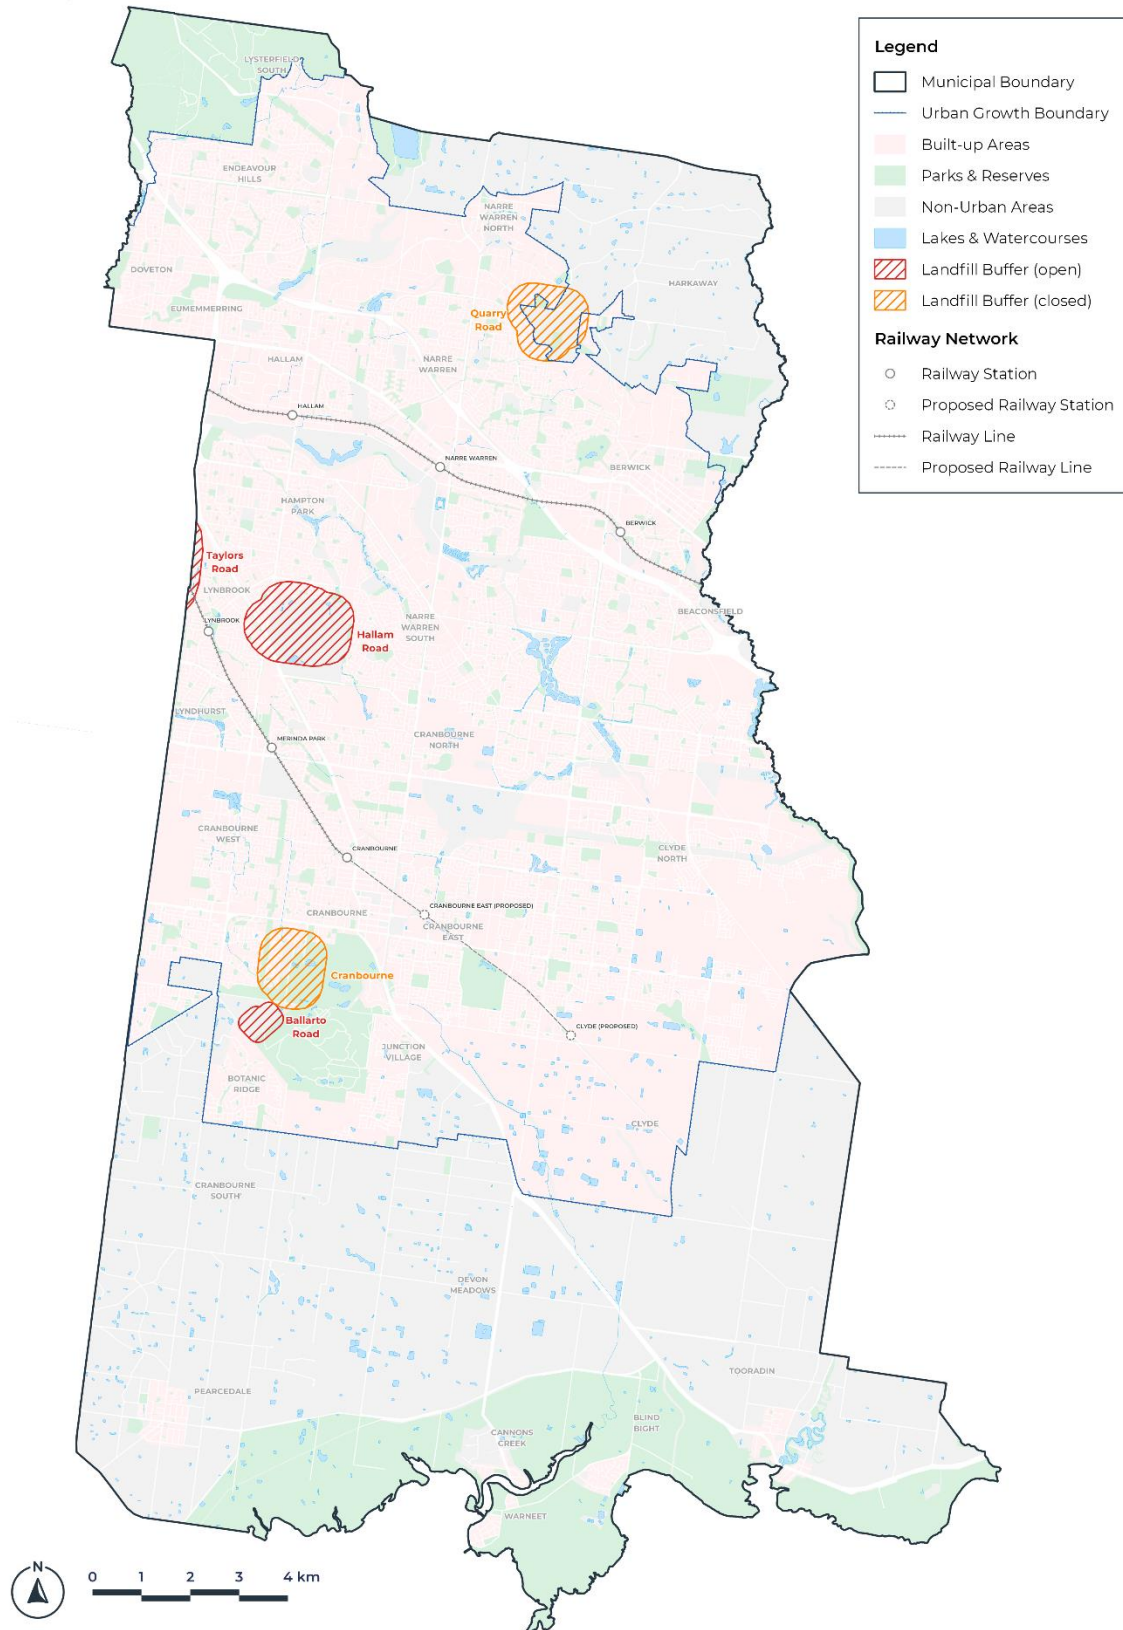 Legend
Municipal Boundary
Urban Growth Boundary
Built-up Areas
Parks & Reserves
Non-Urban Areas
Lakes & Watercourses
Landfill Buffer (open)
Landfill Buffer (closed)
Railway Network
Railway Station
Proposed Railway Station
Railway Line
Proposed Railway Line
LYSTERFIELD
SOUTH
ENDEAVOUR
HILLS
NARRE
WARREN
NORTH
DOVETON
HARKAWAY
EUMEMMERRING
Quarry
Road
HALLAM
NARRE
WARREN
HALLAM
NARRE WARREN
BERWICK
HAMPTON
PARK
BERWICK
Taylors
Road
LYNBROOK
BEACONSFIELD
LYNBROOK
NARRE
WARREN
SOUTH
Hallam
Road
LYNDHURST
MERINDA PARK
CRANBOURNE
NORTH
CRANBOURNE
WEST
CLYDE
NORTH
CRANBOURNE
CRANBOURNE
CRANBOURNE EAST (PROPOSED)
CRANBOURNE
EAST
Cranbourne
Ballarto
Road
CLYDE (PROPOSED)
JUNCTION
VILLAGE
BOTANIC
RIDGE
CLYDE
CRANBOURNE
SOUTH
DEVON
MEADOWS
TOORADIN
PEARCEDALE
BLIND
BIGHT
CANNONS
CREEK
WARNEET
N
0 1 2 3 4 km